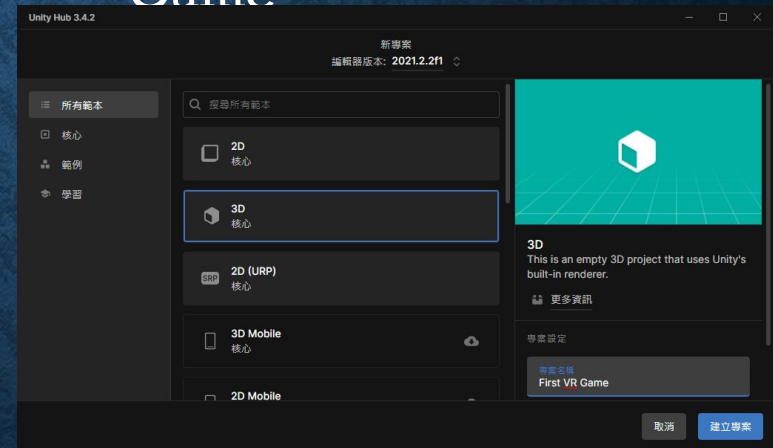 Game
Unity Hub 3.4.2
新專案
編輯器版本: 2021.2.2f1
所有範本
核心
範例
學習
搜尋所有範本
2D
核心
3D
核心
SRP
2D (URP)
核心
3D Mobile
核心
2D Mobile
3D
This is an empty 3D project that uses Unity's
built-in renderer.
更多資訊
專案設定
專案名稱
First VR Game
取消
建立專案